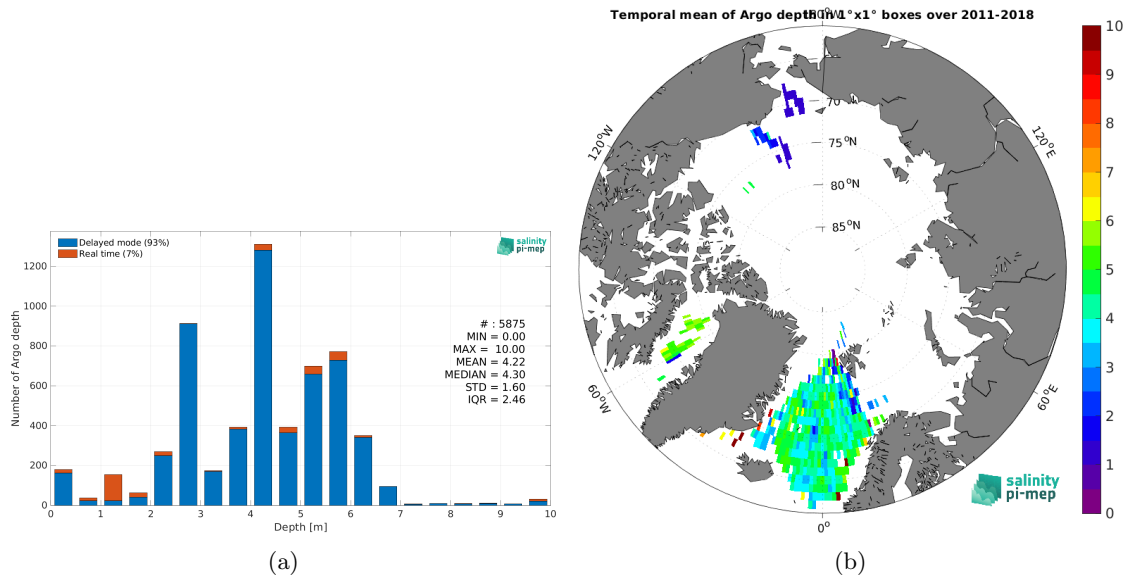 Delayed mode (93%)
Real time (7%)
salinity
pi-mep
# : 5875
MIN = 0.00
MAX = 10.00
MEAN = 4.22
MEDIAN = 4.30
STD = 1.60
IQR = 2.46
Number of Argo depth
1200
1000
800
600
400
200
0
0 1 2 3 4 5 6 7 8 9 10
Depth [m]
(a)
Temporal mean of Argo depth in 1°x1° boxes over 2011-2018
180°W
120°W
120°E
70°N
75°N
80°N
85°N
60°W
60°E
0°
salinity
pi-mep
10
9
8
7
6
5
4
3
2
1
0
(b)